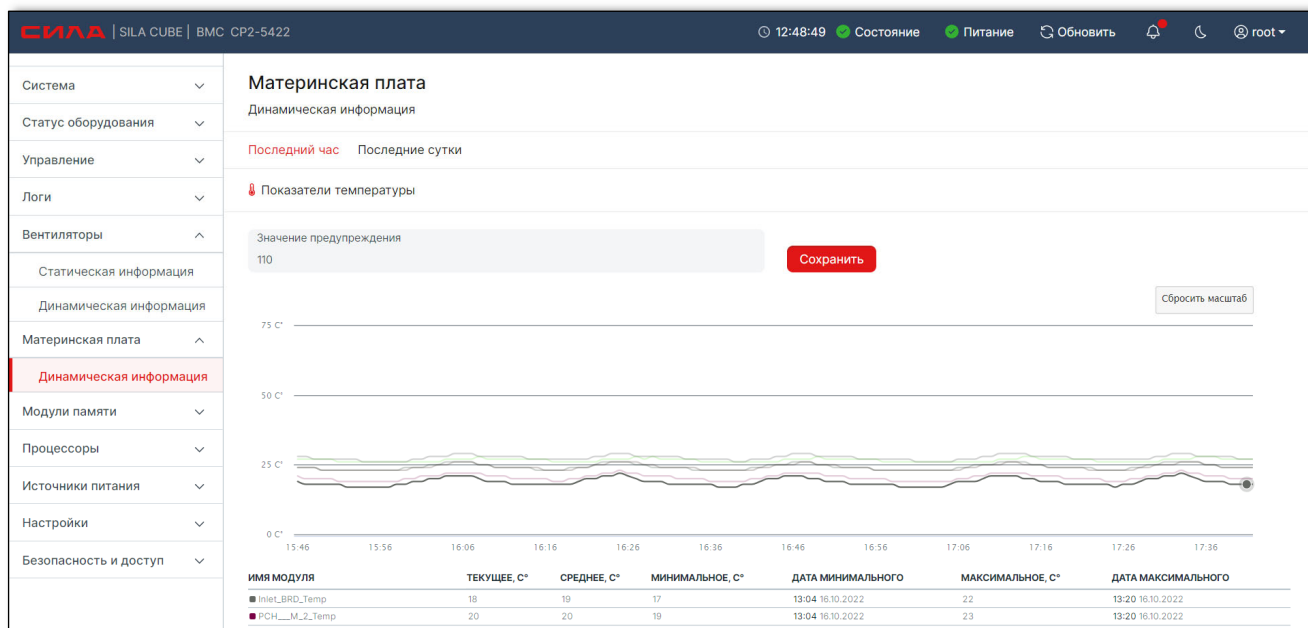 СИЛА | SILA CUBE | BMC CP2-5422 12:48:49 Состояние Питание Обновить root
Система
Статус оборудования
Управление
Логи
Вентиляторы
Статическая информация
Динамическая информация
Материнская плата
Динамическая информация
Модули памяти
Процессоры
Источники питания
Настройки
Безопасность и доступ
Материнская плата
Динамическая информация
Последний час Последние сутки
Показатели температуры
Значение предупреждения
110
Сохранить
Сбросить масштаб
75 C°
50 C°
25 C°
0 C°
15:46 15:56 16:06 16:16 16:26 16:36 16:46 16:56 17:06 17:16 17:26 17:36
ИМЯ МОДУЛЯ ТЕКУЩЕЕ, C° СРЕДНЕЕ, C° МИНИМАЛЬНОЕ, C° ДАТА МИНИМАЛЬНОГО МАКСИМАЛЬНОЕ, C° ДАТА МАКСИМАЛЬНОГО
Inlet_BRD_Temp 18 19 17 13:04 16.10.2022 22 13:20 16.10.2022
PCH__M_2_Temp 20 20 19 13:04 16.10.2022 23 13:20 16.10.2022